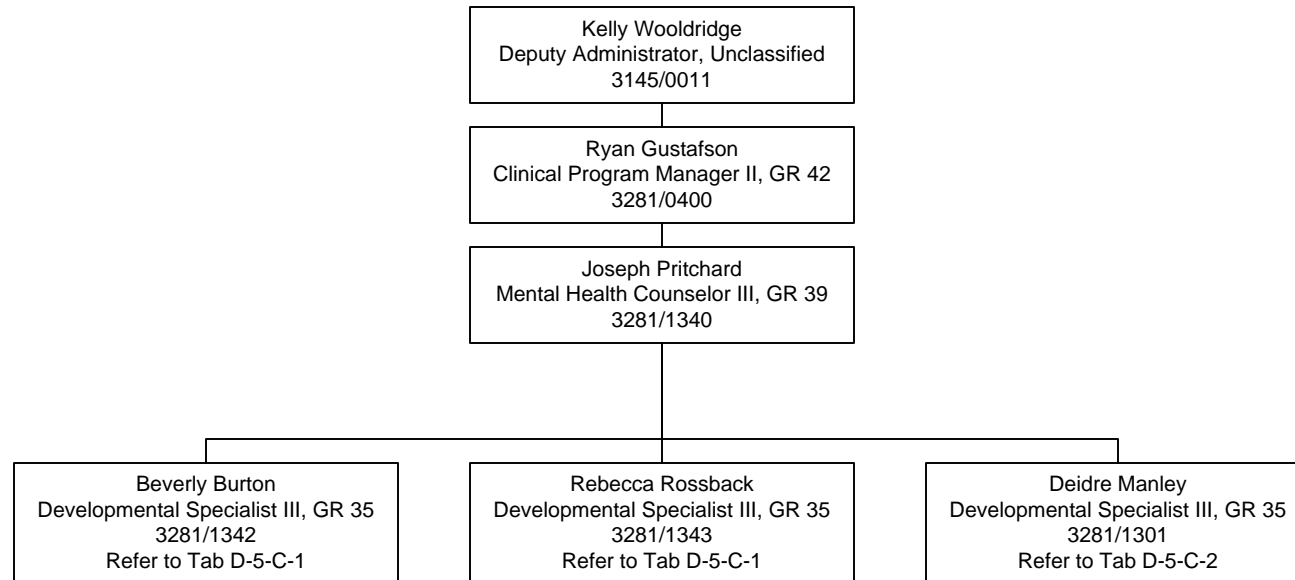 Kelly Wooldridge
Deputy Administrator, Unclassified
3145/0011
Ryan Gustafson
Clinical Program Manager II, GR 42
3281/0400
Joseph Pritchard
Mental Health Counselor III, GR 39
3281/1340
Beverly Burton
Developmental Specialist III, GR 35
3281/1342
Refer to Tab D-5-C-1
Rebecca Rossback
Developmental Specialist III, GR 35
3281/1343
Refer to Tab D-5-C-1
Deidre Manley
Developmental Specialist III, GR 35
3281/1301
Refer to Tab D-5-C-2